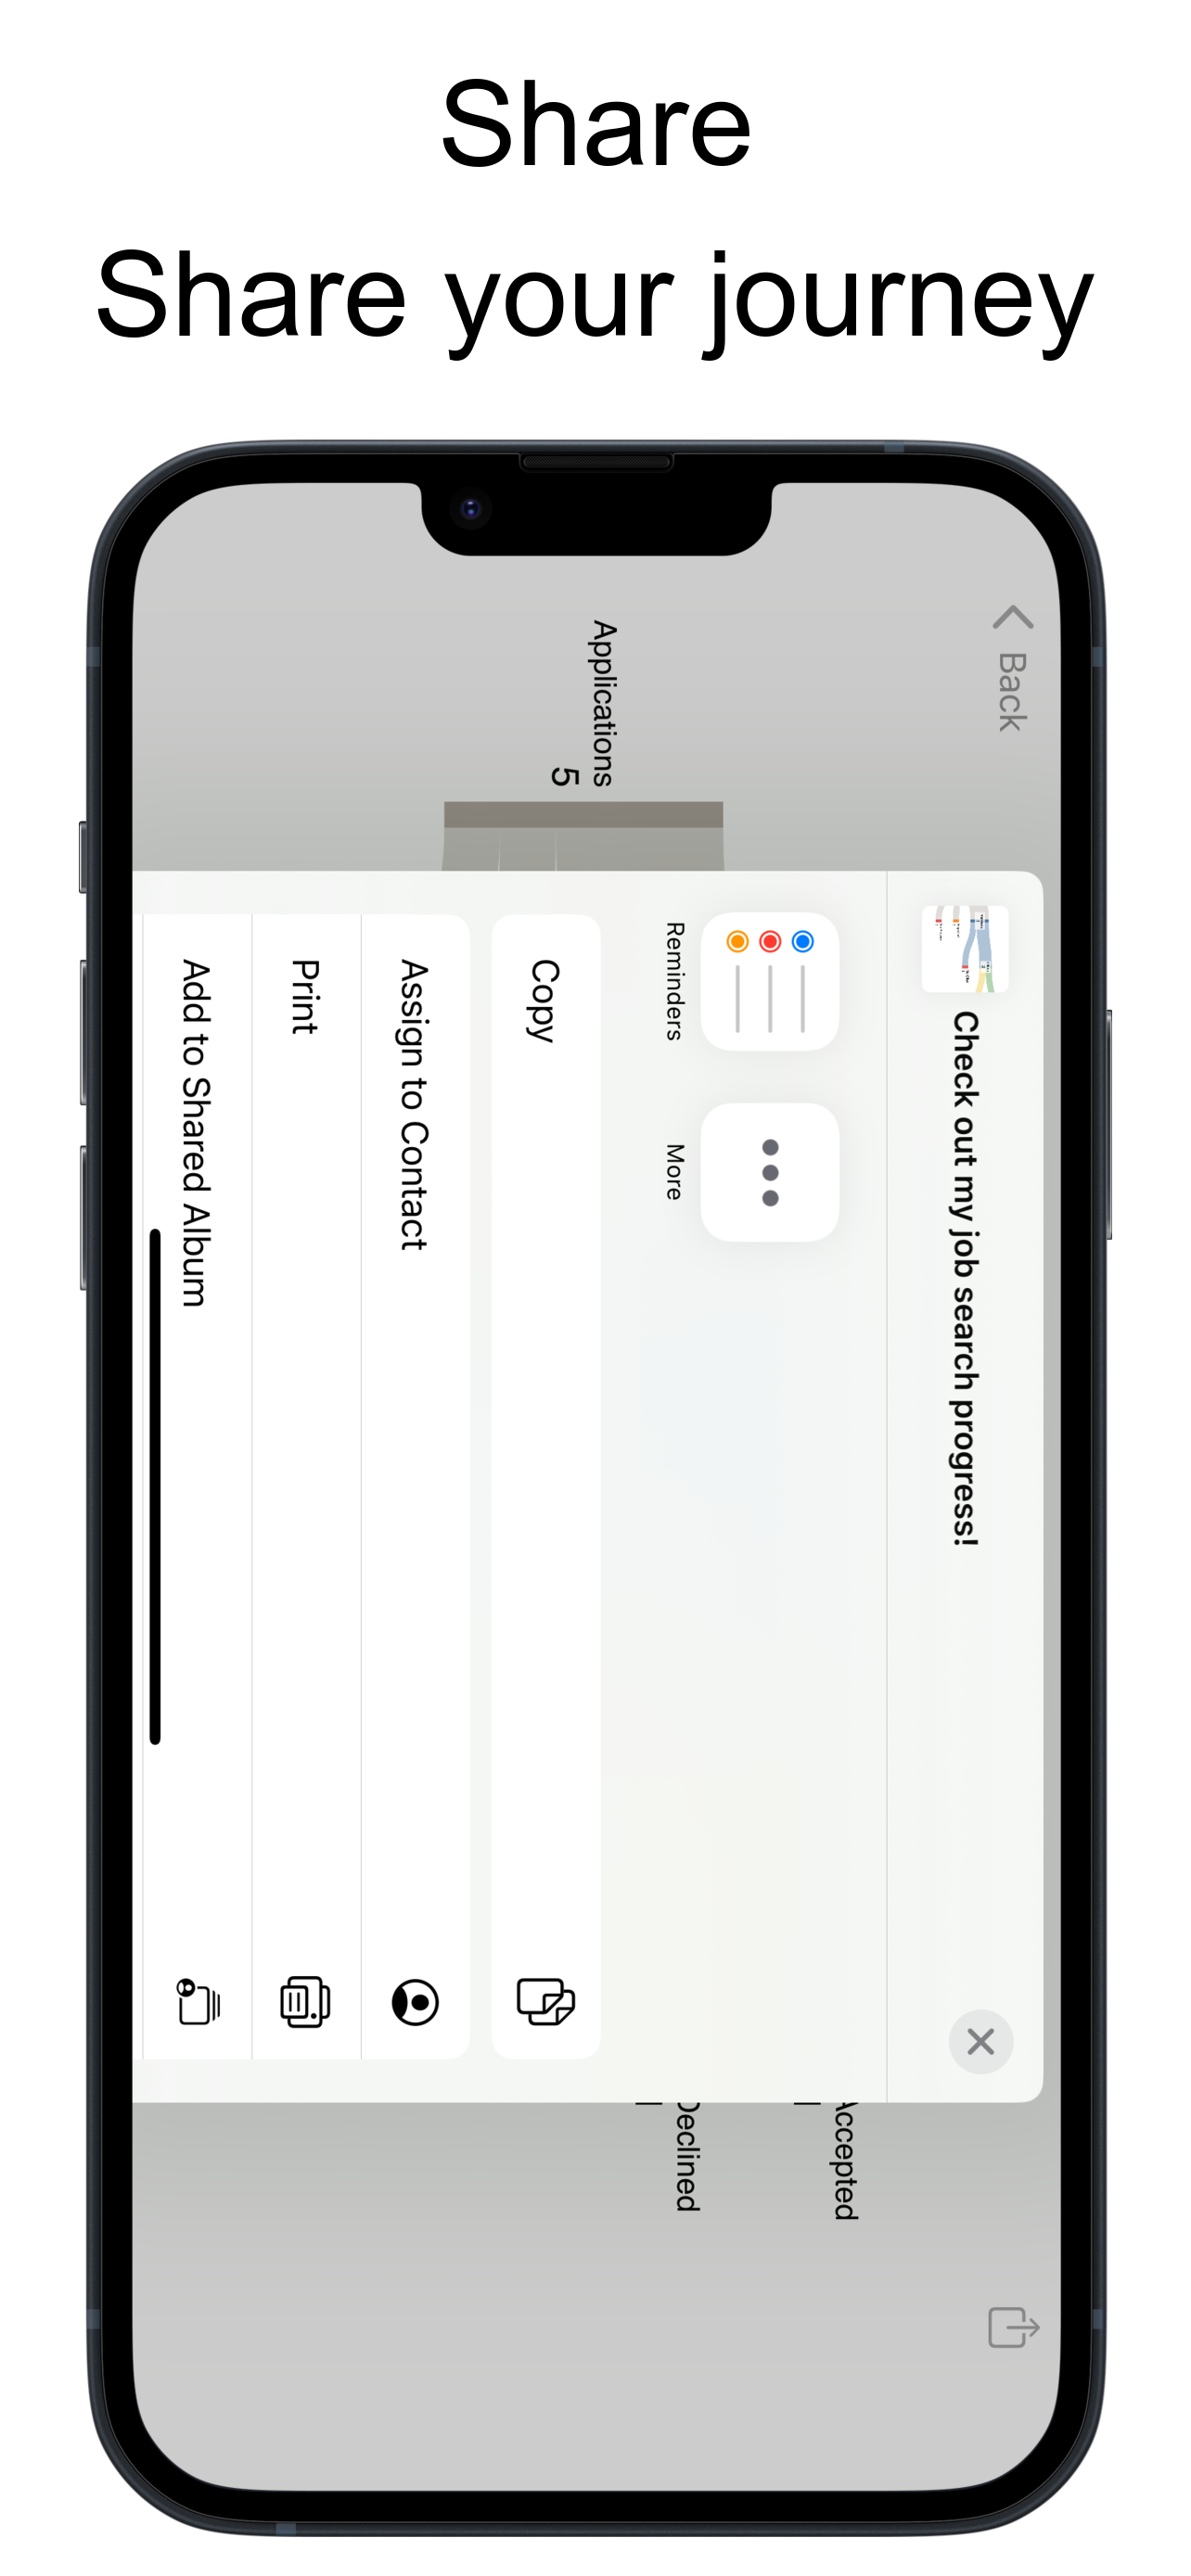 Share
Share your journey
Back
Check out my job search progress!
Reminders
More
Applications
5
Copy
Assign to Contact
Print
Add to Shared Album
Accepted
Declined